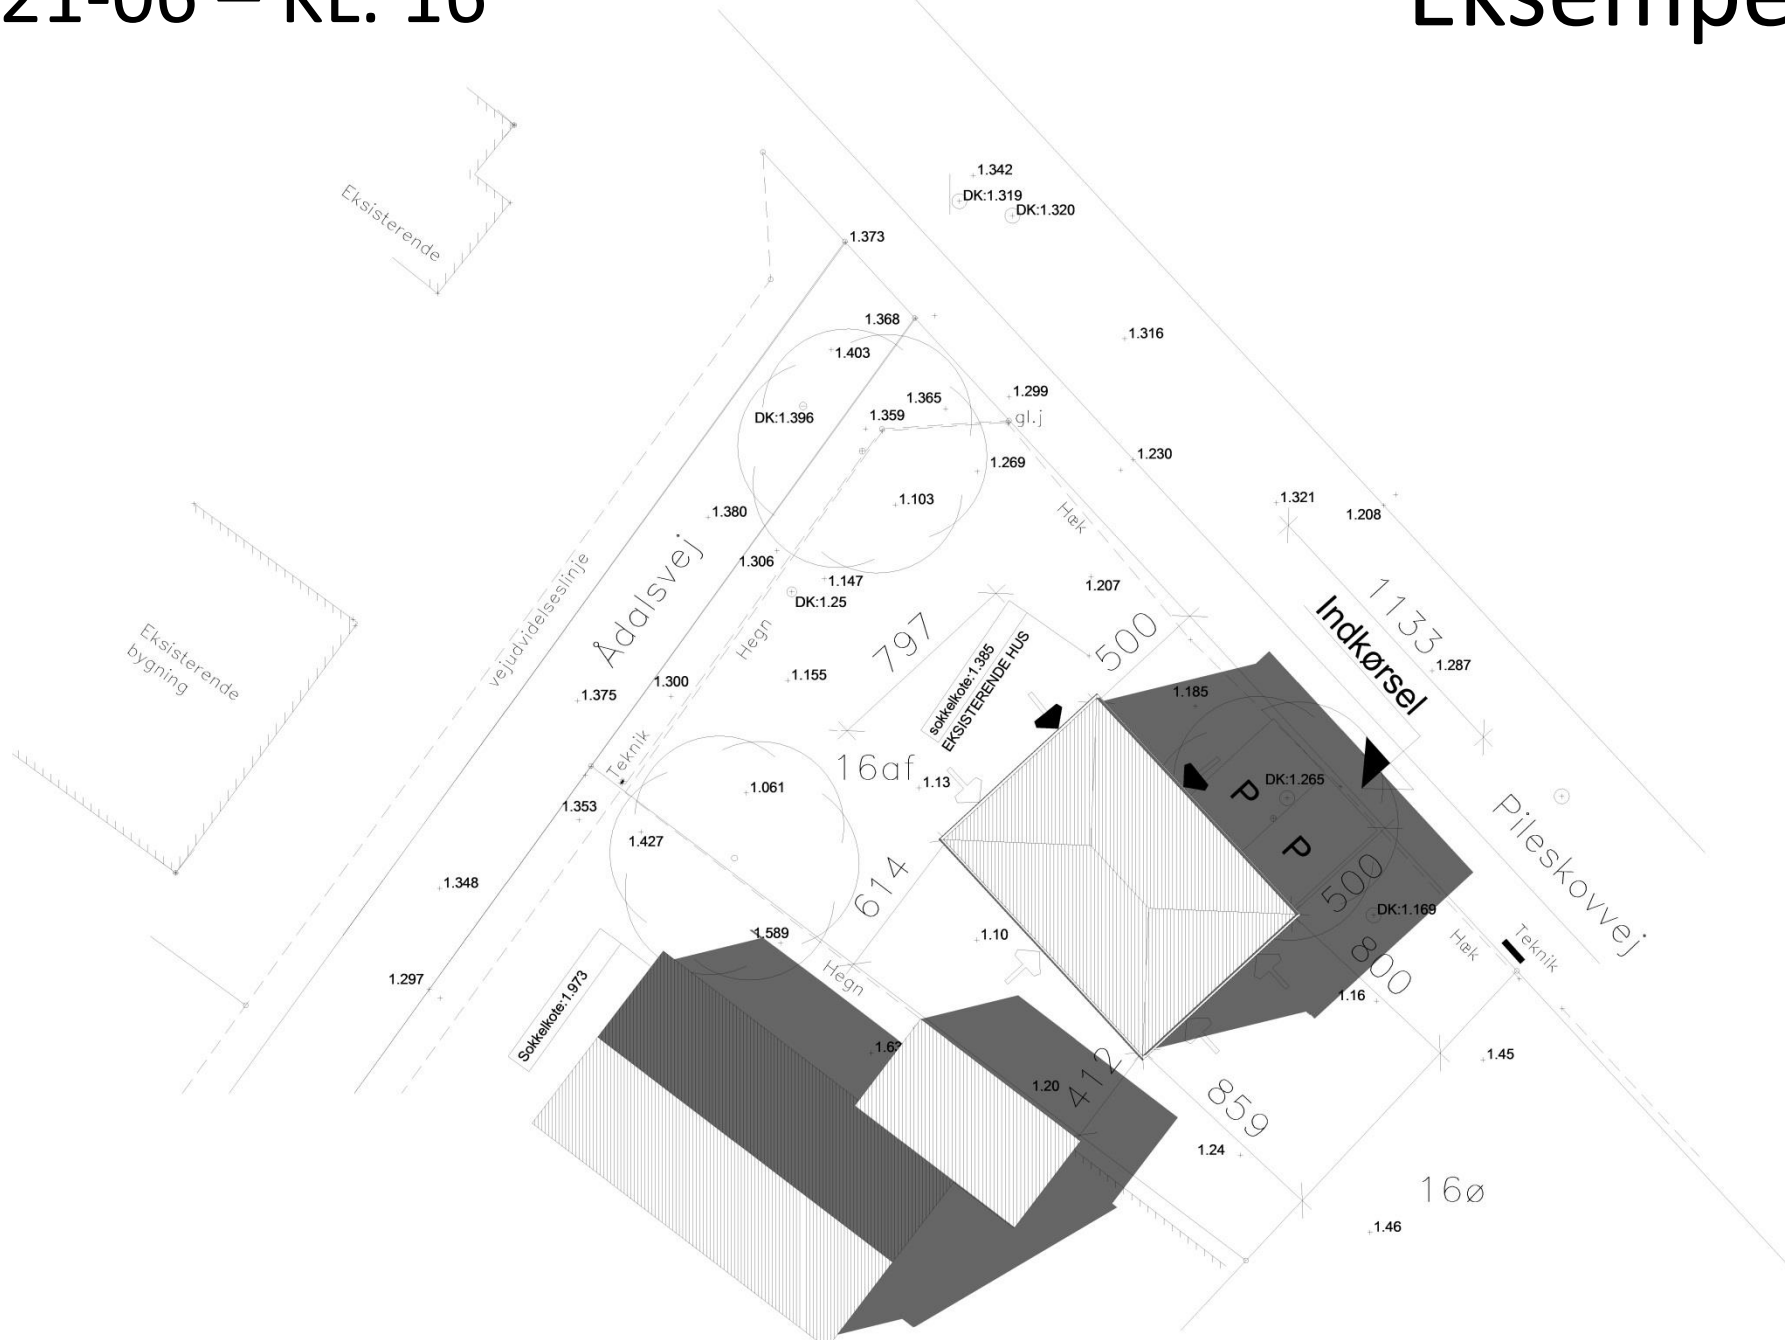 21-06 – KL. 16
Eksempe
1.342
DK:1.319
DK:1.320
Eksisterende
1.373
1.368
1.316
1.403
1.299
1.365
DK:1.396
1.359
gl.j
1.230
1.269
1.103
1.321
1.380
Hæk
1.208
1.306
1.147
1.207
DK:1.25
vejudvidelseslinje
Ådalsvej
Hegn
797
500
1133
Indkørsel
Eksisterende
bygning
sokkelkote:1.385
EKSISTERENDE HUS
1.287
1.155
1.300
1.375
1.185
Teknik
16af
1.13
DK:1.265
P
1.061
1.353
1.427
P
Pileskovvej
614
500
1.348
DK:1.169
1.589
1.10
Hæk
Teknik
800
Hegn
1.297
1.16
Sokkelkote:1.973
1.45
1.20
412
859
1.24
16ø
1.46